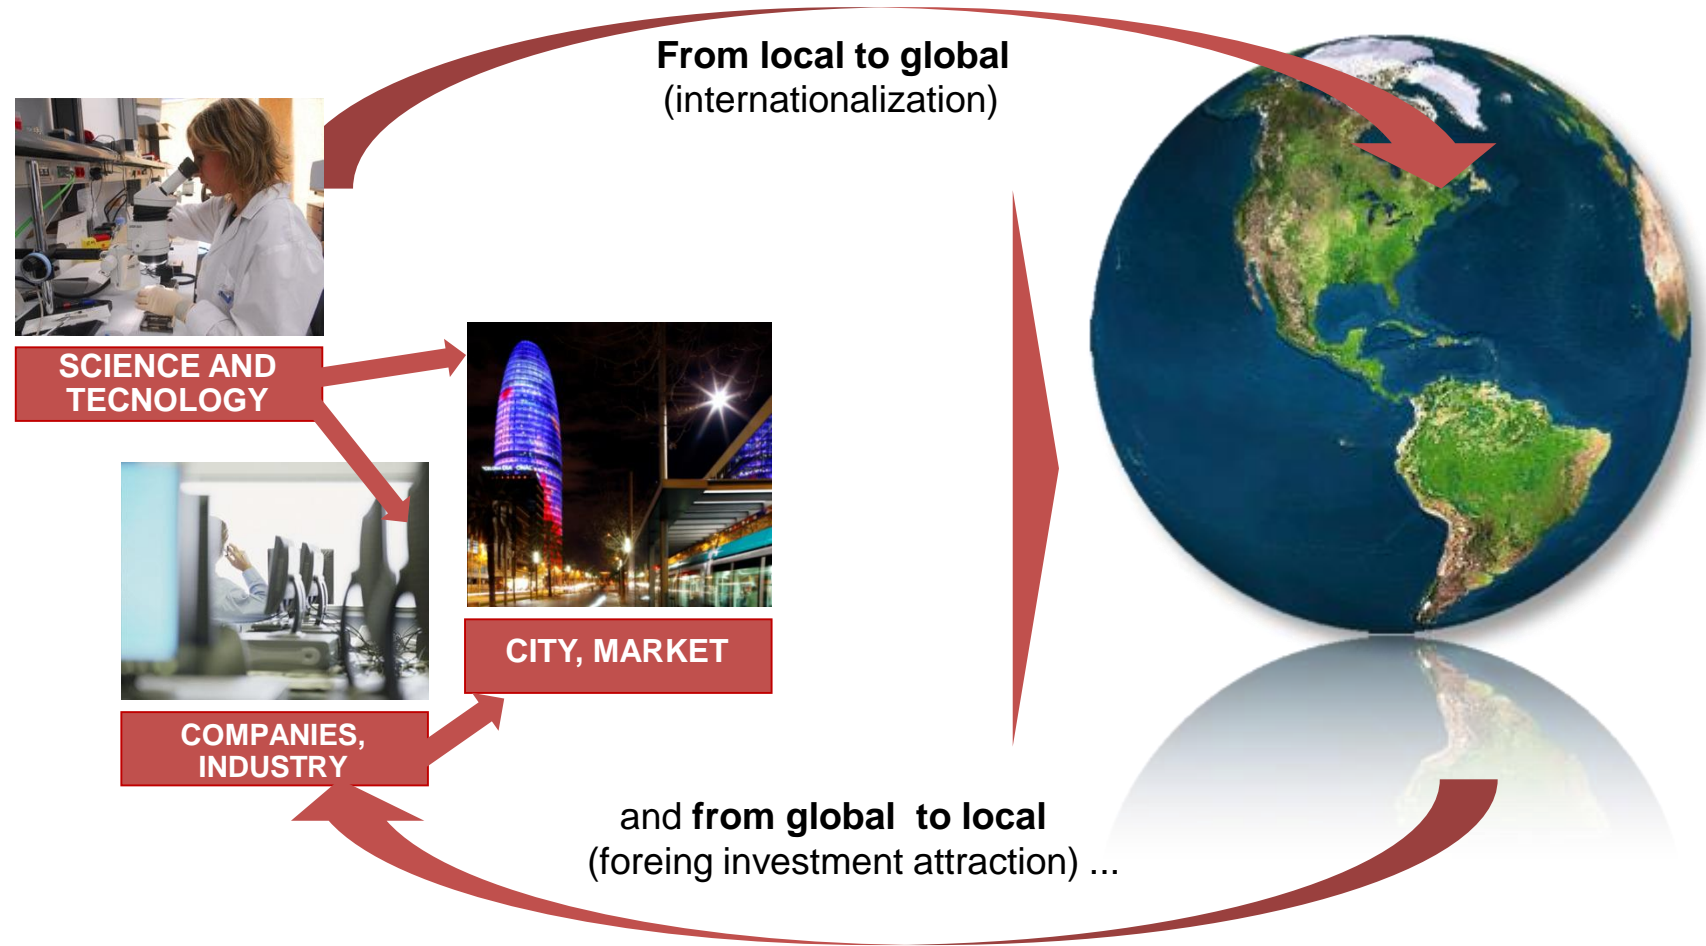 From local to global
(internationalization)
SCIENCE AND
TECNOLOGY
CITY, MARKET
COMPANIES,
INDUSTRY
and from global to local
(foreing investment attraction) ...